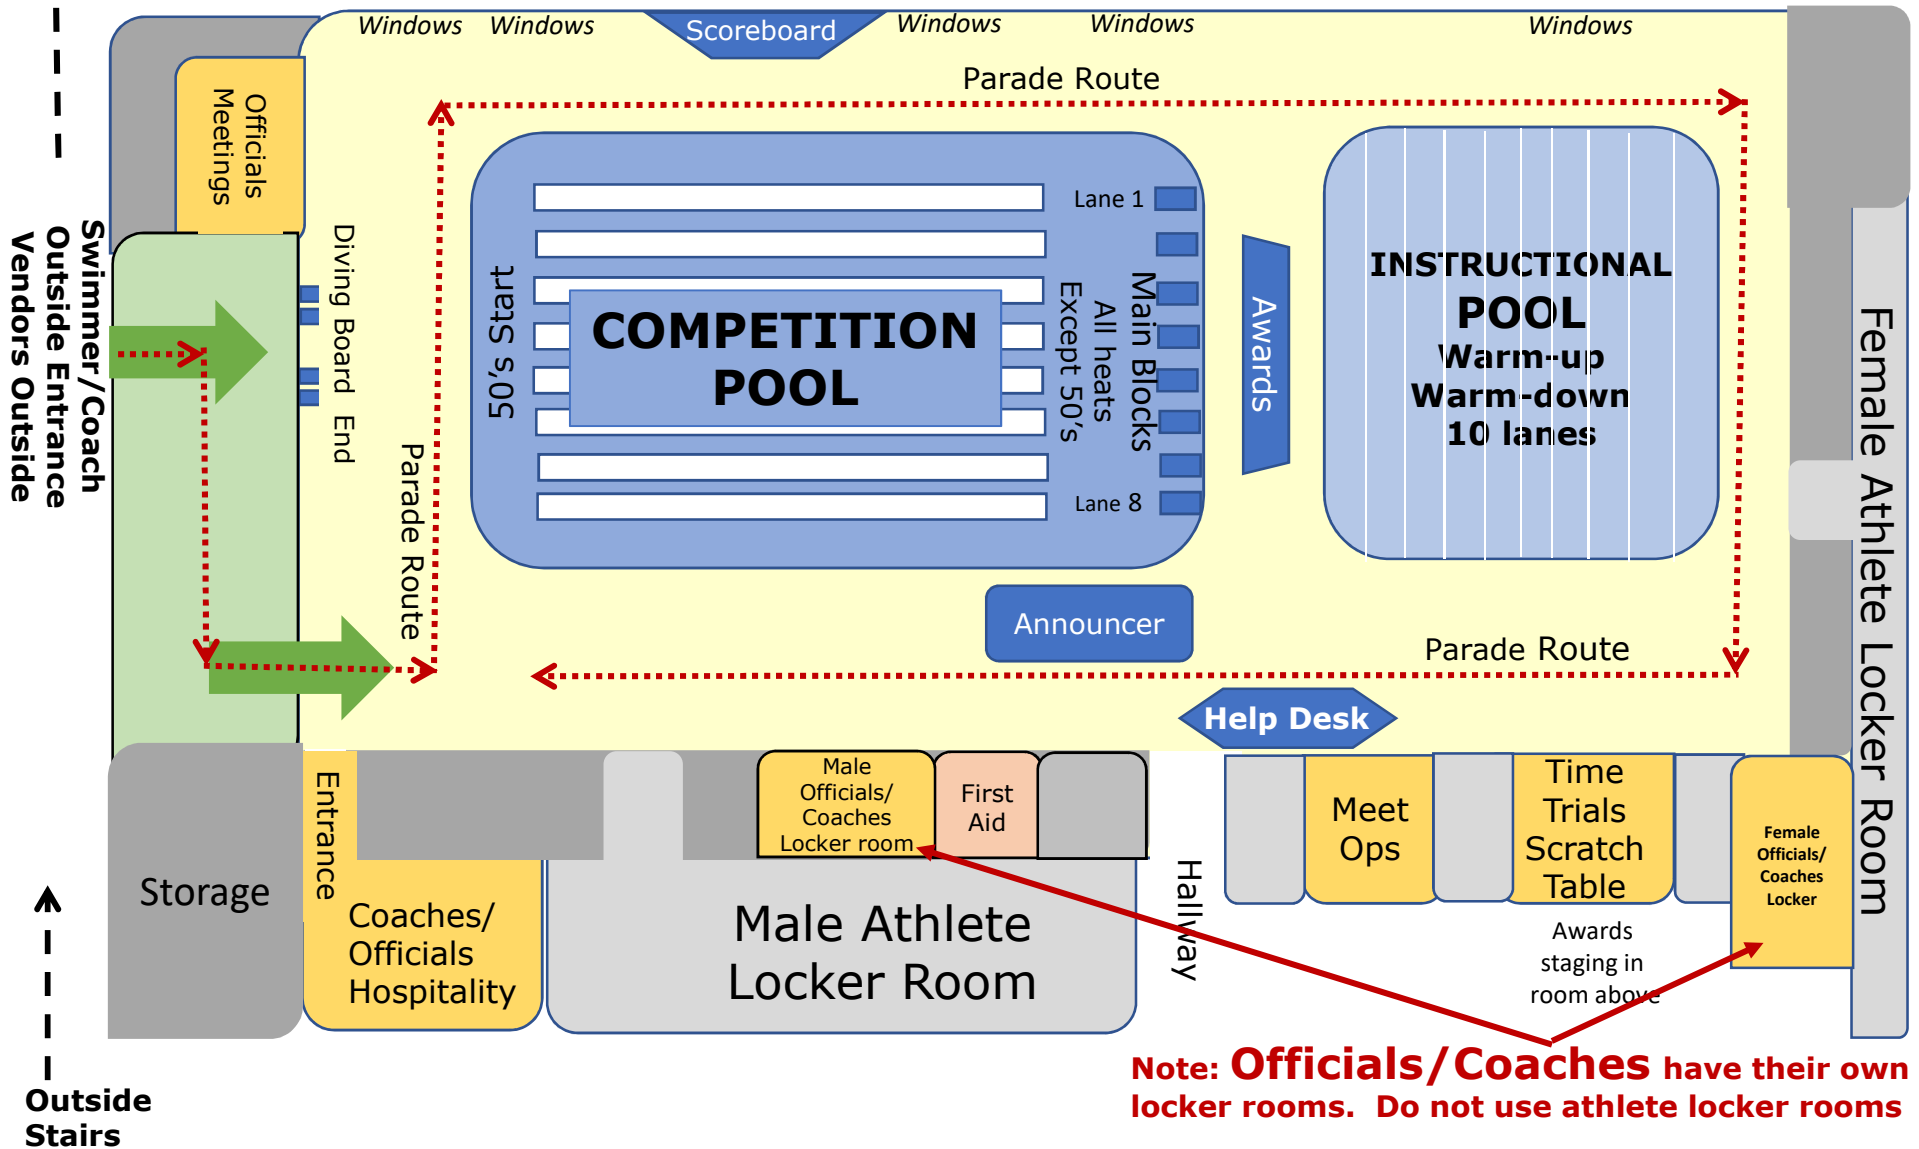 Windows Windows Scoreboard Windows Windows Windows
Parade Route
Officials
Meetings
Swimmer/Coach
Outside Entrance
Vendors Outside
Diving Board End
Parade Route
50's Start
COMPETITION
POOL
Lane 1
Main Blocks
All heats
Except 50's
Lane 8
Awards
INSTRUCTIONAL
POOL
Warm-up
Warm-down
10 lanes
Female Athlete Locker Room
Announcer
Parade Route
Help Desk
Entrance
Storage
Coaches/
Officials
Hospitality
Male
Officials/
Coaches
Locker room
First
Aid
Male Athlete
Locker Room
Hallway
Meet
Ops
Time
Trials
Scratch
Table
Awards
staging in
room above
Female
Officials/
Coaches
Locker
Outside
Stairs
Note: Officials/Coaches have their own
locker rooms. Do not use athlete locker rooms